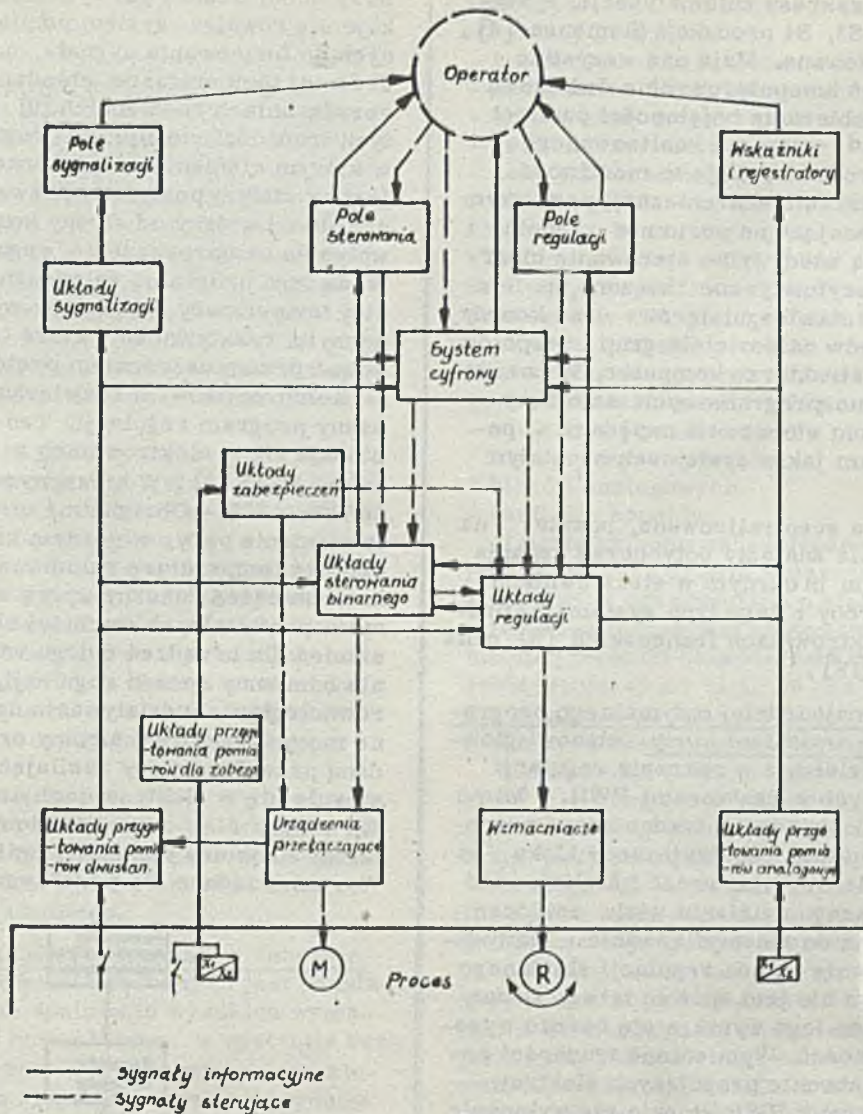 Operator
Pole
sygnalizacji
Wskaźniki
i rejestratory
Pole
sterowania
Pole
regulacji
Układy
sygnalizacji
System
cyfrowy
Układy
zabezpieczeń
Układy
sterowania
binarnego
Układy
regulacji
Układy przygo
-towania pomia
-rów dla zabezp.
Układy przygo
-towania pomia
-rów dwustan.
Urządzenia
przełączające
Wzmacniacze
Układy przygo
-towania pomia
-rów analogowych
M
R
Proces
Sygnały informacyjne
Sygnały sterujące